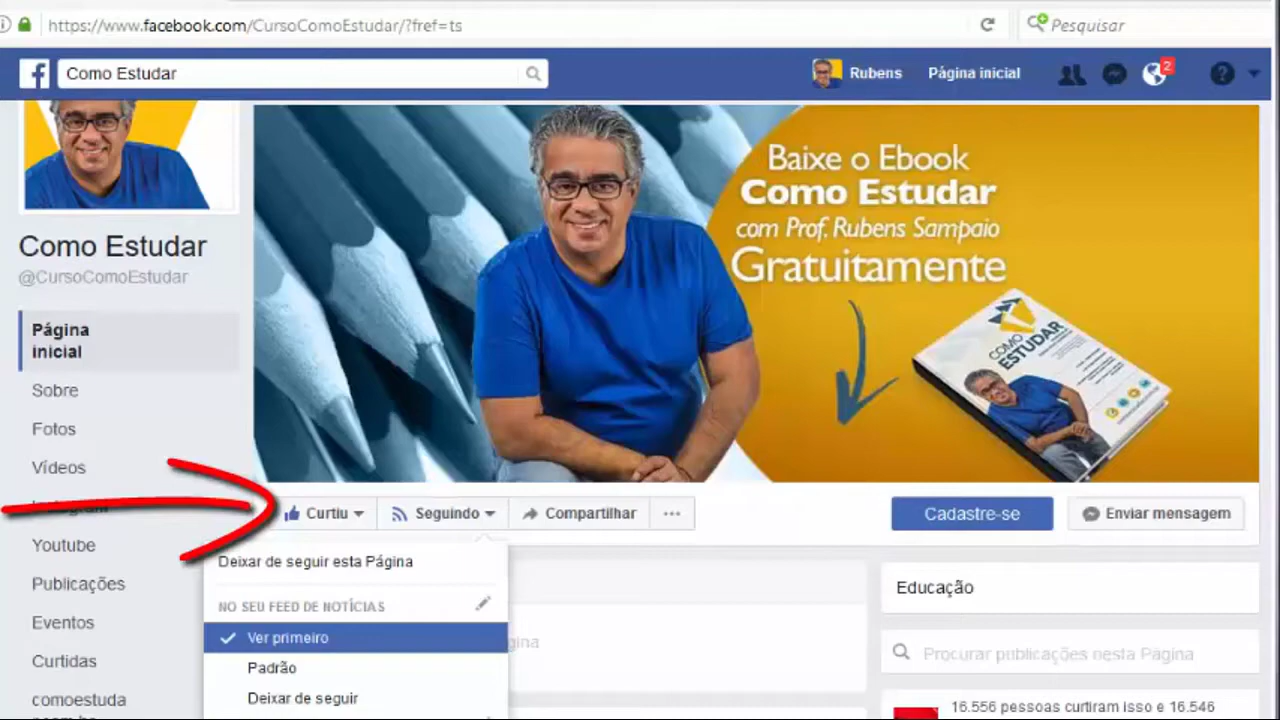 https://www.facebook.com/CursoComoEstudar/?fref=ts
Pesquisar
Como Estudar
Rubens
Página inicial
2
Baixe o Ebook
Como Estudar
com Prof. Rubens Sampaio
Gratuitamente
COMO
ESTUDAR
Como Estudar
@CursoComoEstudar
Página
inicial
Sobre
Fotos
Vídeos
Instagram
Youtube
Publicações
Eventos
Curtidas
comoestuda
Curtiu
Seguindo
Compartilhar
Cadastre-se
Enviar mensagem
Deixar de seguir esta Página
NO SEU FEED DE NOTÍCIAS
Ver primeiro
Padrão
Deixar de seguir
Educação
Procurar publicações nesta Página
16.556 pessoas curtiram isso e 16.546